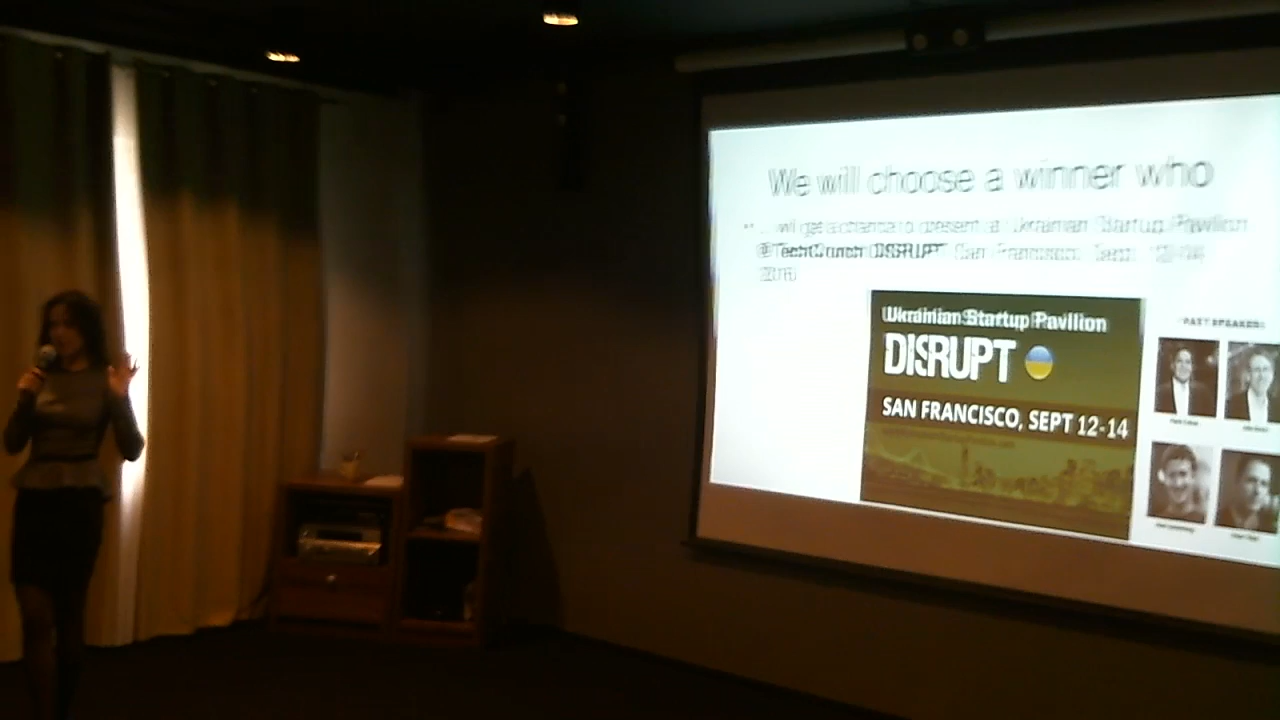 We will choose a winner who
... will get a chance to present at Ukrainian Startup Pavilion
@ TechCrunch DISRUPT San Francisco Sept 12-14
2016
Ukrainian Startup Pavilion
DISRUPT
SAN FRANCISCO, SEPT 12-14
PAST SPEAKERS